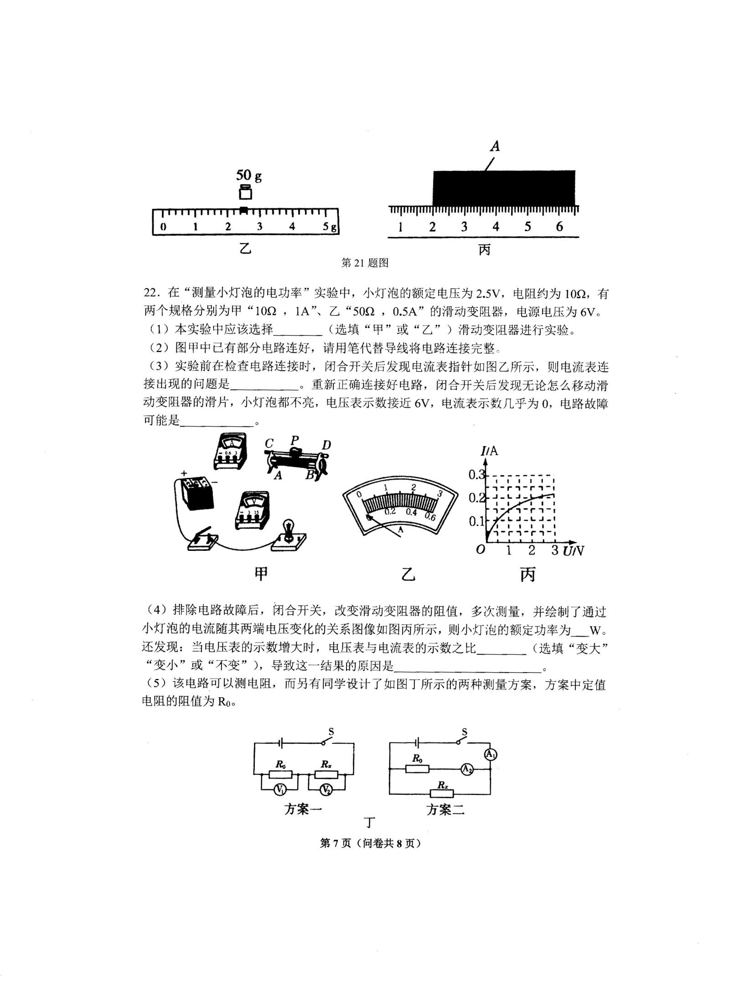 A
50 g
0 1 2 3 4 5g
1 2 3 4 5 6
乙
丙
第 21 题图
22．在“测量小灯泡的电功率”实验中，小灯泡的额定电压为 2.5V，电阻约为 10Ω，有
两个规格分别为甲“10Ω ，1A”、乙“50Ω ，0.5A”的滑动变阻器，电源电压为 6V。
（1）本实验中应该选择________（选填“甲”或“乙”）滑动变阻器进行实验。
（2）图甲中已有部分电路连好，请用笔代替导线将电路连接完整。
（3）实验前在检查电路连接时，闭合开关后发现电流表指针如图乙所示，则电流表连
接出现的问题是___________。重新正确连接好电路，闭合开关后发现无论怎么移动滑
动变阻器的滑片，小灯泡都不亮，电压表示数接近 6V，电流表示数几乎为 0，电路故障
可能是____________。
A
- 0.6 3
C P D
A B
+ -
V
- 3 15
甲
0 1 2 3
0 0.2 0.4 0.6
A
乙
I/A
0.3
0.2
0.1
O 1 2 3 U/V
丙
（4）排除电路故障后，闭合开关，改变滑动变阻器的阻值，多次测量，并绘制了通过
小灯泡的电流随其两端电压变化的关系图像如图丙所示，则小灯泡的额定功率为___W。
还发现：当电压表的示数增大时，电压表与电流表的示数之比________（选填“变大”
“变小”或“不变”），导致这一结果的原因是________________________。
（5）该电路可以测电阻，而另有同学设计了如图丁所示的两种测量方案，方案中定值
电阻的阻值为 R₀。
S
R₀ Rₓ
V₁ V₂
方案一
S
A₁
R₀
A₂
Rₓ
方案二
丁
第 7 页（问卷共 8 页）